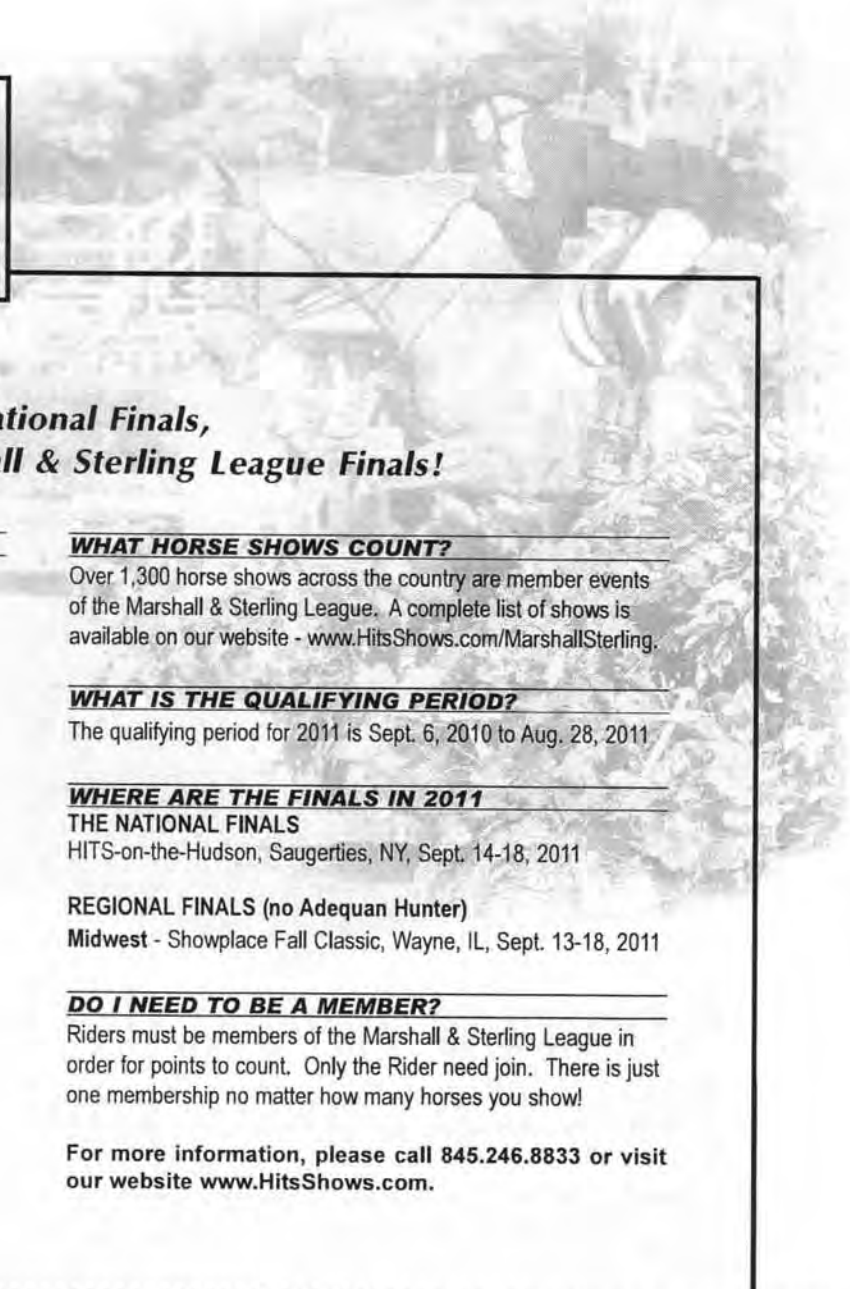 tional Finals,
ll & Sterling League Finals!
WHAT HORSE SHOWS COUNT?
Over 1,300 horse shows across the country are member events
of the Marshall & Sterling League. A complete list of shows is
available on our website - www.HitsShows.com/MarshallSterling.
WHAT IS THE QUALIFYING PERIOD?
The qualifying period for 2011 is Sept. 6, 2010 to Aug. 28, 2011
WHERE ARE THE FINALS IN 2011
THE NATIONAL FINALS
HITS-on-the-Hudson, Saugerties, NY, Sept. 14-18, 2011
REGIONAL FINALS (no Adequan Hunter)
Midwest - Showplace Fall Classic, Wayne, IL, Sept. 13-18, 2011
DO I NEED TO BE A MEMBER?
Riders must be members of the Marshall & Sterling League in
order for points to count. Only the Rider need join. There is just
one membership no matter how many horses you show!
For more information, please call 845.246.8833 or visit
our website www.HitsShows.com.